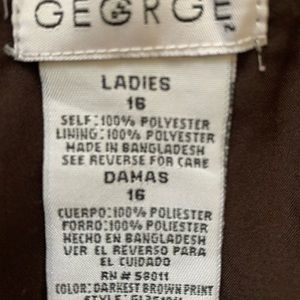 GEORGE
LADIES
16
SELF:100% POLYESTER
LINING:100% POLYESTER
MADE IN BANGLADESH
SEE REVERSE FOR CARE
DAMAS
16
CUERPO:100% POLIESTER
FORRO:100% POLIESTER
HECHO EN BANGLADESH
VER EL REVERSO PARA
EL CUIDADO
RN# 58011
COLOR: DARKEST BROWN PRINT